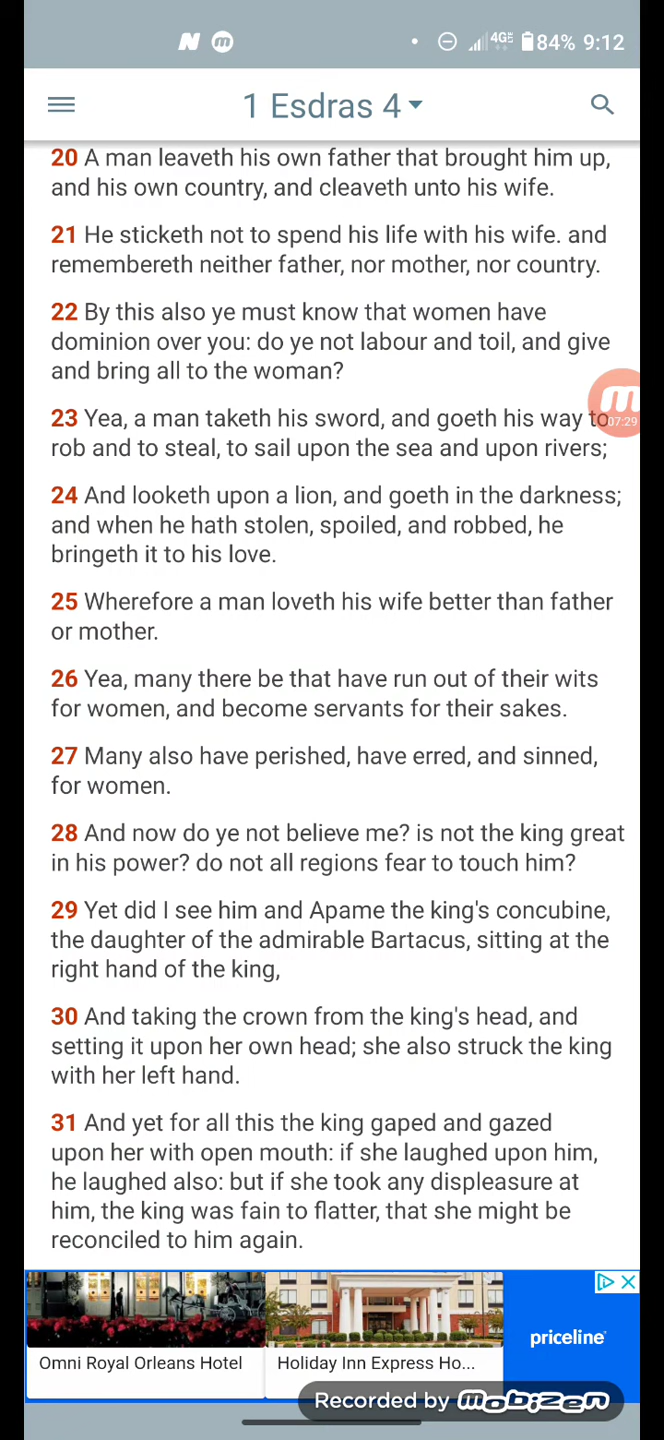 N m • 4GE 84% 9:12
1 Esdras 4
20 A man leaveth his own father that brought him up,
and his own country, and cleaveth unto his wife.
21 He sticketh not to spend his life with his wife. and
remembereth neither father, nor mother, nor country.
22 By this also ye must know that women have
dominion over you: do ye not labour and toil, and give
and bring all to the woman?
23 Yea, a man taketh his sword, and goeth his way to
rob and to steal, to sail upon the sea and upon rivers;
m
07:29
24 And looketh upon a lion, and goeth in the darkness;
and when he hath stolen, spoiled, and robbed, he
bringeth it to his love.
25 Wherefore a man loveth his wife better than father
or mother.
26 Yea, many there be that have run out of their wits
for women, and become servants for their sakes.
27 Many also have perished, have erred, and sinned,
for women.
28 And now do ye not believe me? is not the king great
in his power? do not all regions fear to touch him?
29 Yet did I see him and Apame the king's concubine,
the daughter of the admirable Bartacus, sitting at the
right hand of the king,
30 And taking the crown from the king's head, and
setting it upon her own head; she also struck the king
with her left hand.
31 And yet for all this the king gaped and gazed
upon her with open mouth: if she laughed upon him,
he laughed also: but if she took any displeasure at
him, the king was fain to flatter, that she might be
reconciled to him again.
priceline
Omni Royal Orleans Hotel
Holiday Inn Express Ho...
Recorded by mobizen